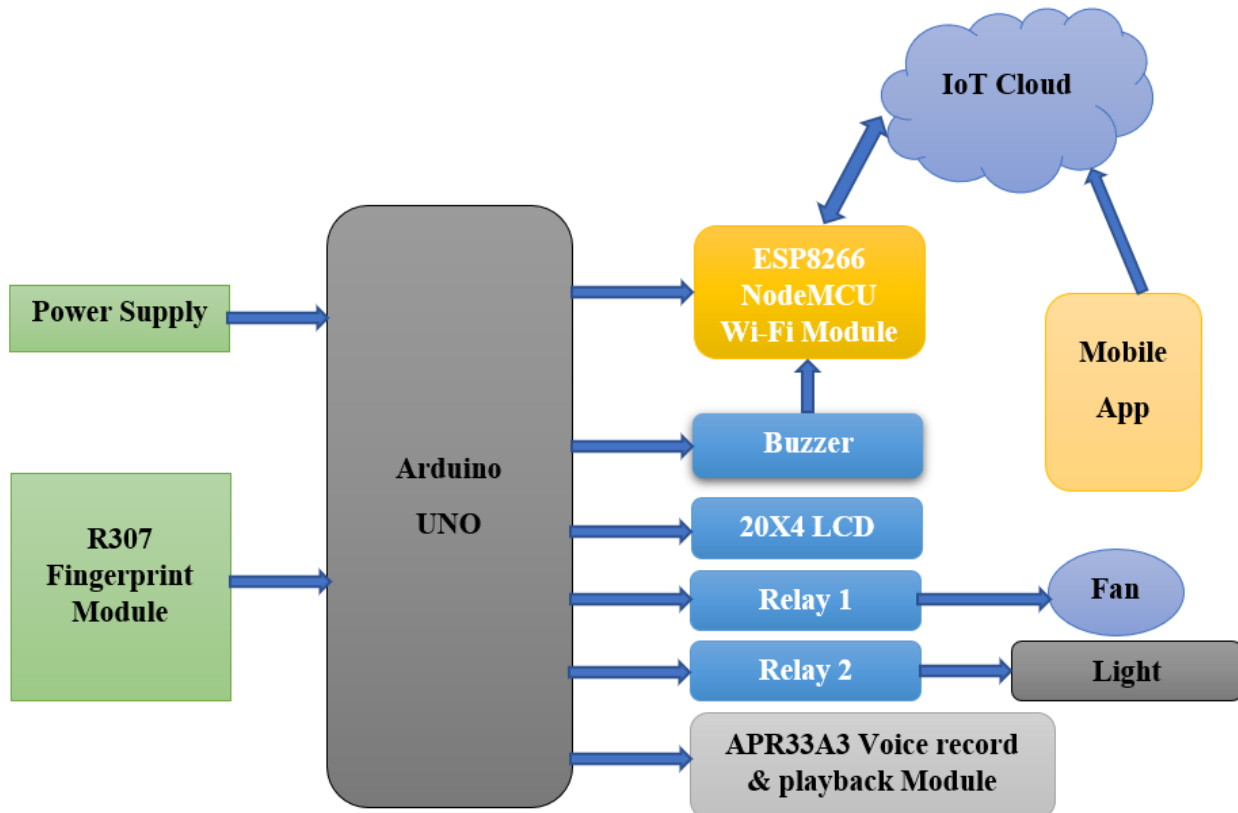 IoT Cloud
ESP8266
NodeMCU
Wi-Fi Module
Power Supply
Mobile
App
Buzzer
Arduino
UNO
20X4 LCD
R307
Fingerprint
Module
Relay 1
Fan
Relay 2
Light
APR33A3 Voice record
& playback Module